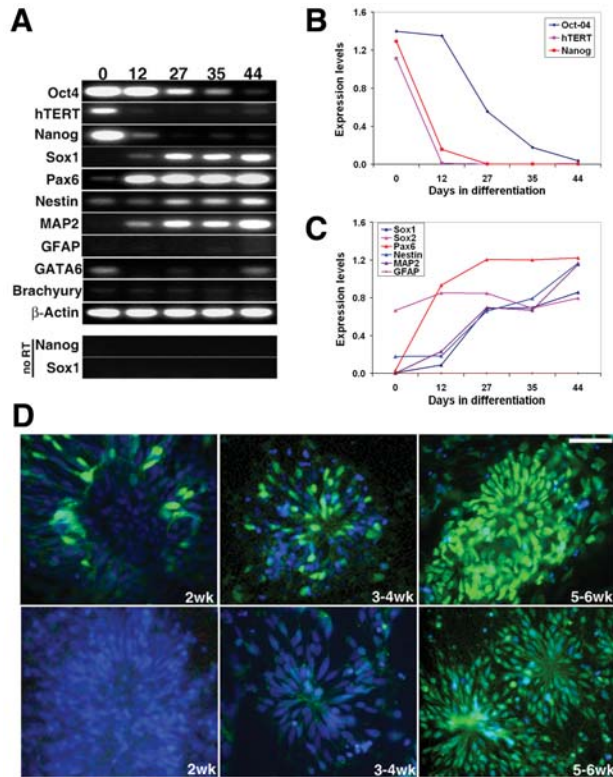 A
0 12 27 35 44
Oct4
hTERT
Nanog
Sox1
Pax6
Nestin
MAP2
GFAP
GATA6
Brachyury
β-Actin
no RT
Nanog
Sox1
B
Expression levels
1.6
1.2
0.8
0.4
0.0
Oct-04
hTERT
Nanog
0 12 27 35 44
Days in differentiation
C
Expression levels
1.6
1.2
0.8
0.4
0.0
Sox1
Sox2
Pax6
Nestin
MAP2
GFAP
0 12 27 35 44
Days in differentiation
D
2wk 3-4wk 5-6wk
2wk 3-4wk 5-6wk